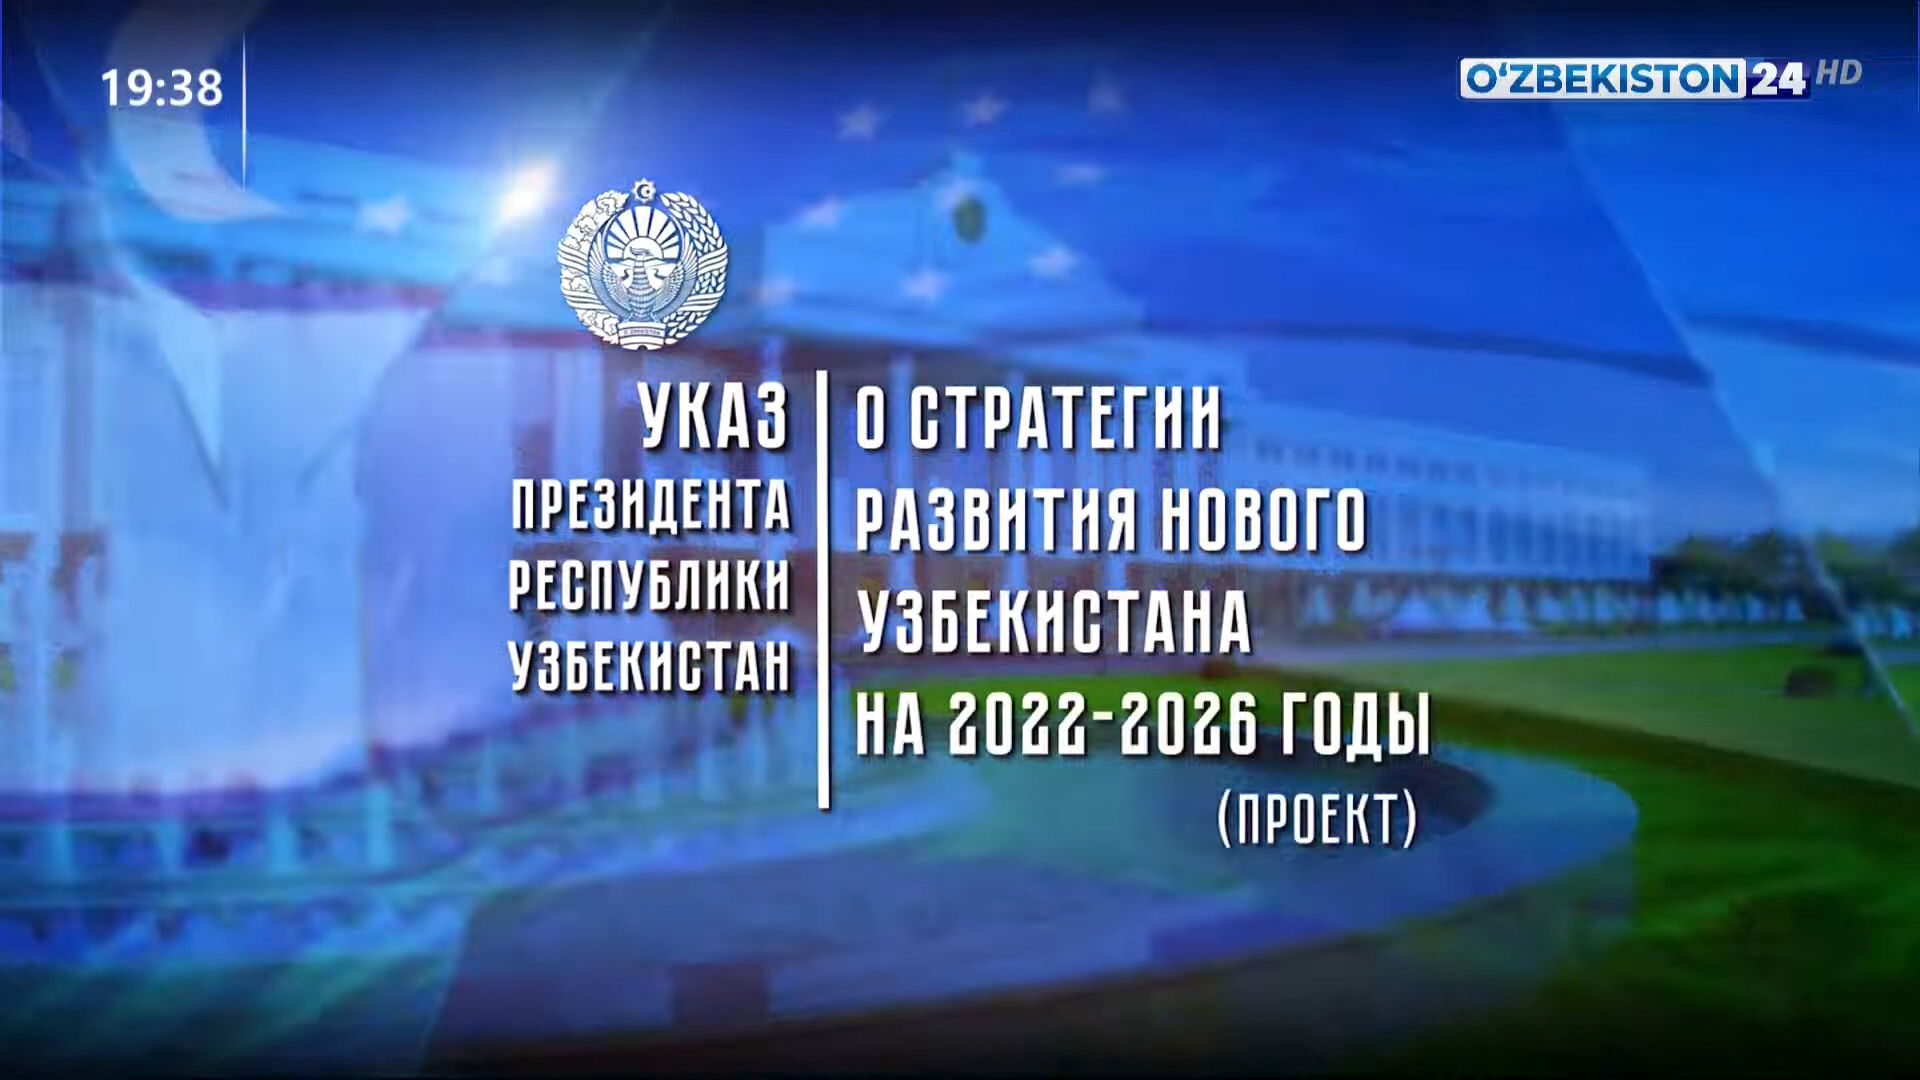 19:38
O‘ZBEKISTON 24 HD
УКАЗ
ПРЕЗИДЕНТА
РЕСПУБЛИКИ
УЗБЕКИСТАН
О СТРАТЕГИИ
РАЗВИТИЯ НОВОГО
УЗБЕКИСТАНА
НА 2022-2026 ГОДЫ
(ПРОЕКТ)